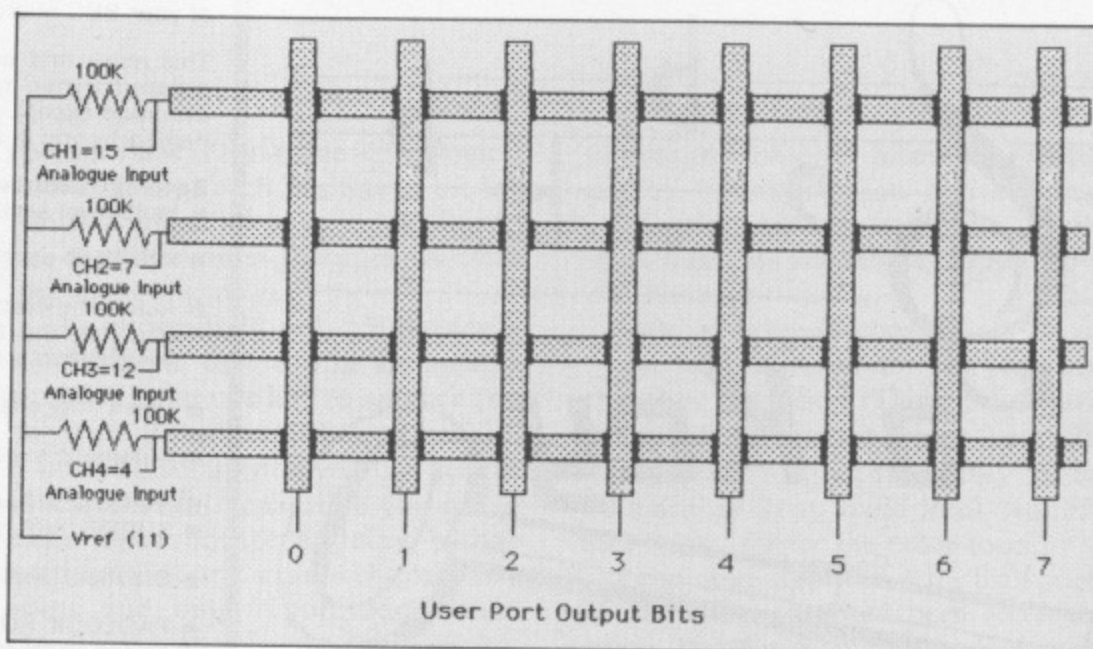 100K
CH1=15
Analogue Input
100K
CH2=7
Analogue Input
100K
CH3=12
Analogue Input
100K
CH4=4
Analogue Input
Vref (11)
0 1 2 3 4 5 6 7
User Port Output Bits